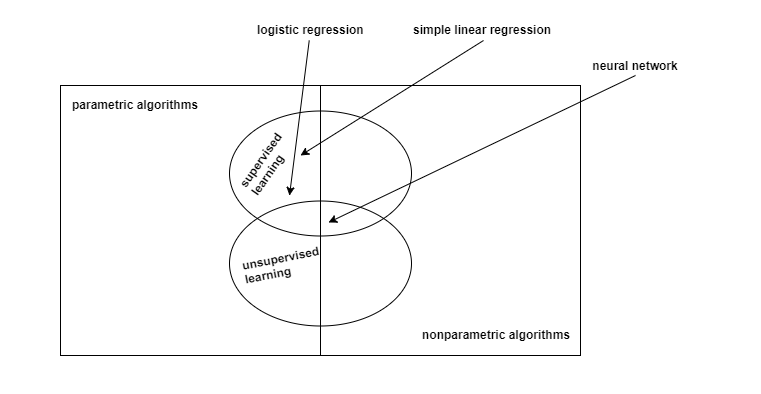 logistic regression
simple linear regression
neural network
parametric algorithms
supervised
learning
unsupervised
learning
nonparametric algorithms